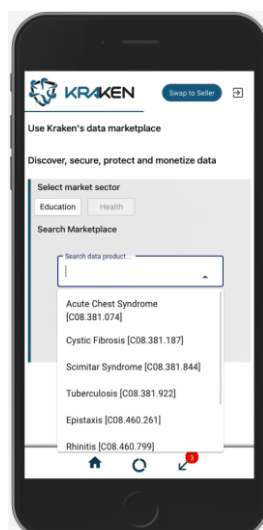 KRAKEN
Swap to Seller
Use Kraken's data marketplace
Discover, secure, protect and monetize data
Select market sector
Education
Health
Search Marketplace
Search data product...
Acute Chest Syndrome
[C08.381.074]
Cystic Fibrosis [C08.381.187]
Scimitar Syndrome [C08.381.844]
Tuberculosis [C08.381.922]
Epistaxis [C08.460.261]
Rhinitis [C08.460.799]
3